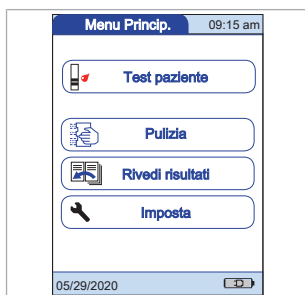 Menu Princip. 09:15 am
Test paziente
Pulizia
Rivedi risultati
Imposta
05/29/2020